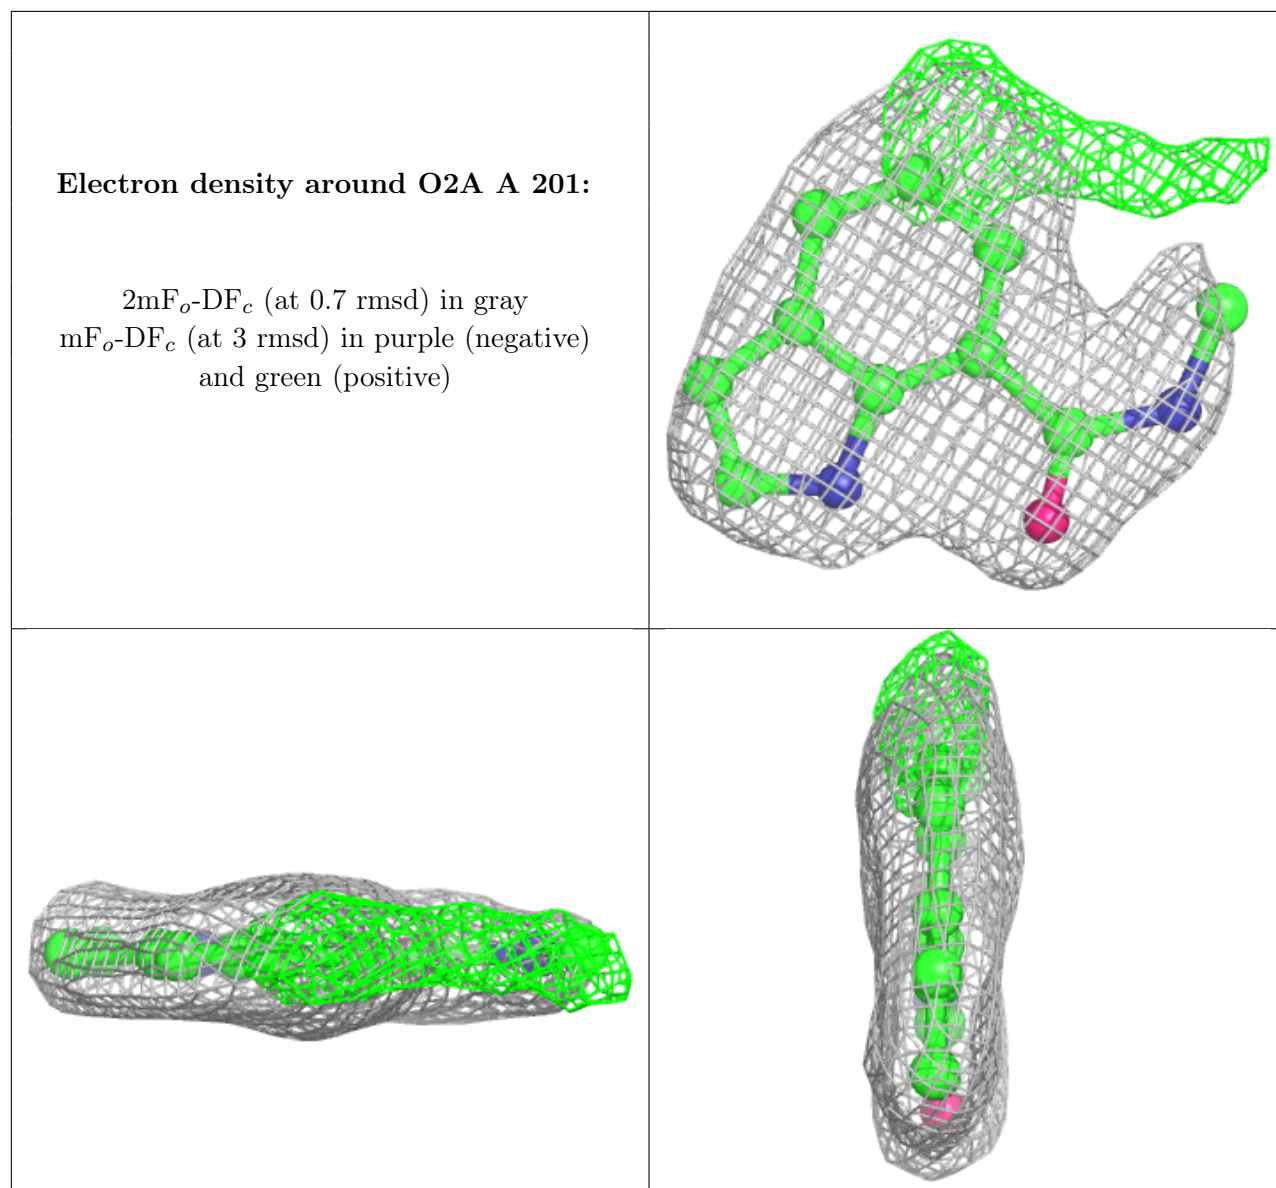 Electron density around O2A A 201:
2mFo-DFc (at 0.7 rmsd) in gray
mFo-DFc (at 3 rmsd) in purple (negative)
and green (positive)